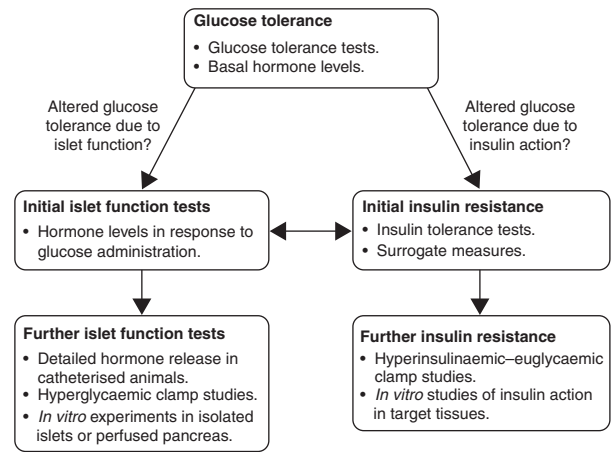 Glucose tolerance
• Glucose tolerance tests.
• Basal hormone levels.
Altered glucose
tolerance due to
islet function?
Altered glucose
tolerance due to
insulin action?
Initial islet function tests
• Hormone levels in response to
glucose administration.
Initial insulin resistance
• Insulin tolerance tests.
• Surrogate measures.
Further islet function tests
• Detailed hormone release in
catheterised animals.
• Hyperglycaemic clamp studies.
• In vitro experiments in isolated
islets or perfused pancreas.
Further insulin resistance
• Hyperinsulinaemic–euglycaemic
clamp studies.
• In vitro studies of insulin action
in target tissues.